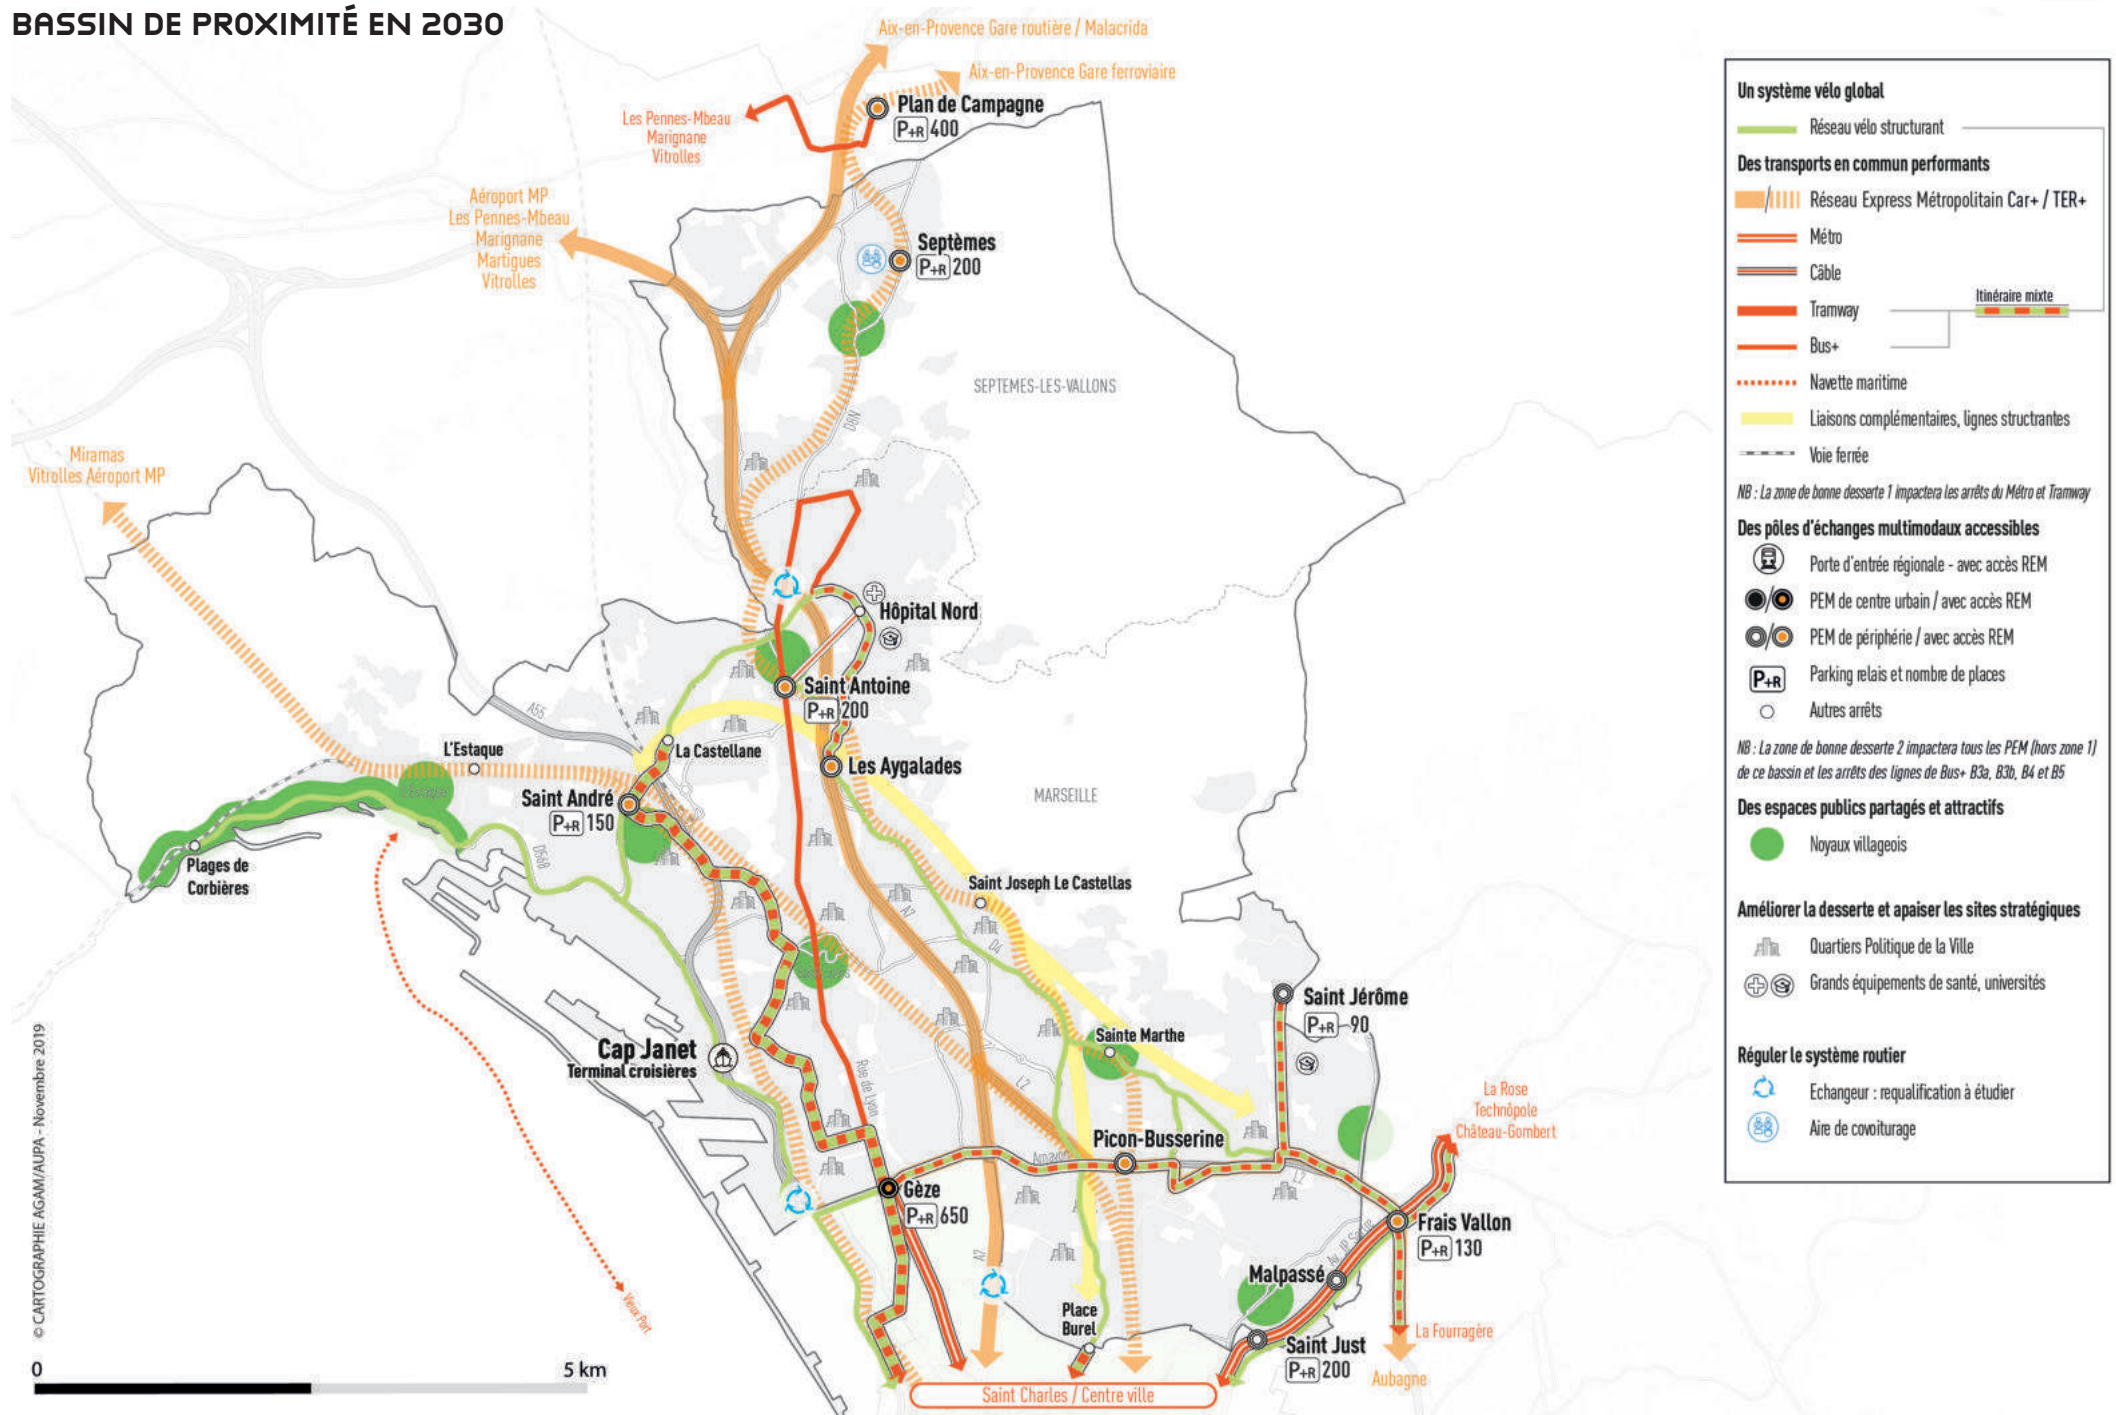 BASSIN DE PROXIMITÉ EN 2030
Aix-en-Provence Gare routière / Malacrida
Aix-en-Provence Gare ferroviaire
Les Pennes-Mbeau
Marignane
Vitrolles
Plan de Campagne
P+R 400
Aéroport MP
Les Pennes-Mbeau
Marignane
Martigues
Vitrolles
Septèmes
P+R 200
SEPTEMES-LES-VALLONS
D8N
Miramas
Vitrolles Aéroport MP
Hôpital Nord
Saint Antoine
P+R 200
A55
L'Estaque
La Castellane
Les Aygalades
Saint André
P+R 150
MARSEILLE
Plages de
Corbières
D568
Saint Joseph Le Castellas
A7
D4
Saint Jérôme
P+R 90
Sainte Marthe
Cap Janet
Terminal croisières
Rue de Lyon
L2
La Rose
Technôpole
Château-Gombert
Picon-Busserine
L2
Gèze
P+R 650
Frais Vallon
P+R 130
A7
Malpassé
Vieux Port
Place
Burel
La Fourragère
Saint Just
P+R 200
Aubagne
Saint Charles / Centre ville
0
5 km
© CARTOGRAPHIE AGAM/AUPA - Novembre 2019
Un système vélo global
Réseau vélo structurant
Des transports en commun performants
Réseau Express Métropolitain Car+ / TER+
Métro
Câble
Itinéraire mixte
Tramway
Bus+
Navette maritime
Liaisons complémentaires, lignes structrantes
Voie ferrée
NB : La zone de bonne desserte 1 impactera les arrêts du Métro et Tramway
Des pôles d'échanges multimodaux accessibles
Porte d'entrée régionale - avec accès REM
PEM de centre urbain / avec accès REM
PEM de périphérie / avec accès REM
P+R Parking relais et nombre de places
Autres arrêts
NB : La zone de bonne desserte 2 impactera tous les PEM (hors zone 1)
de ce bassin et les arrêts des lignes de Bus+ B3a, B3b, B4 et B5
Des espaces publics partagés et attractifs
Noyaux villageois
Améliorer la desserte et apaiser les sites stratégiques
Quartiers Politique de la Ville
Grands équipements de santé, universités
Réguler le système routier
Echangeur : requalification à étudier
Aire de covoiturage